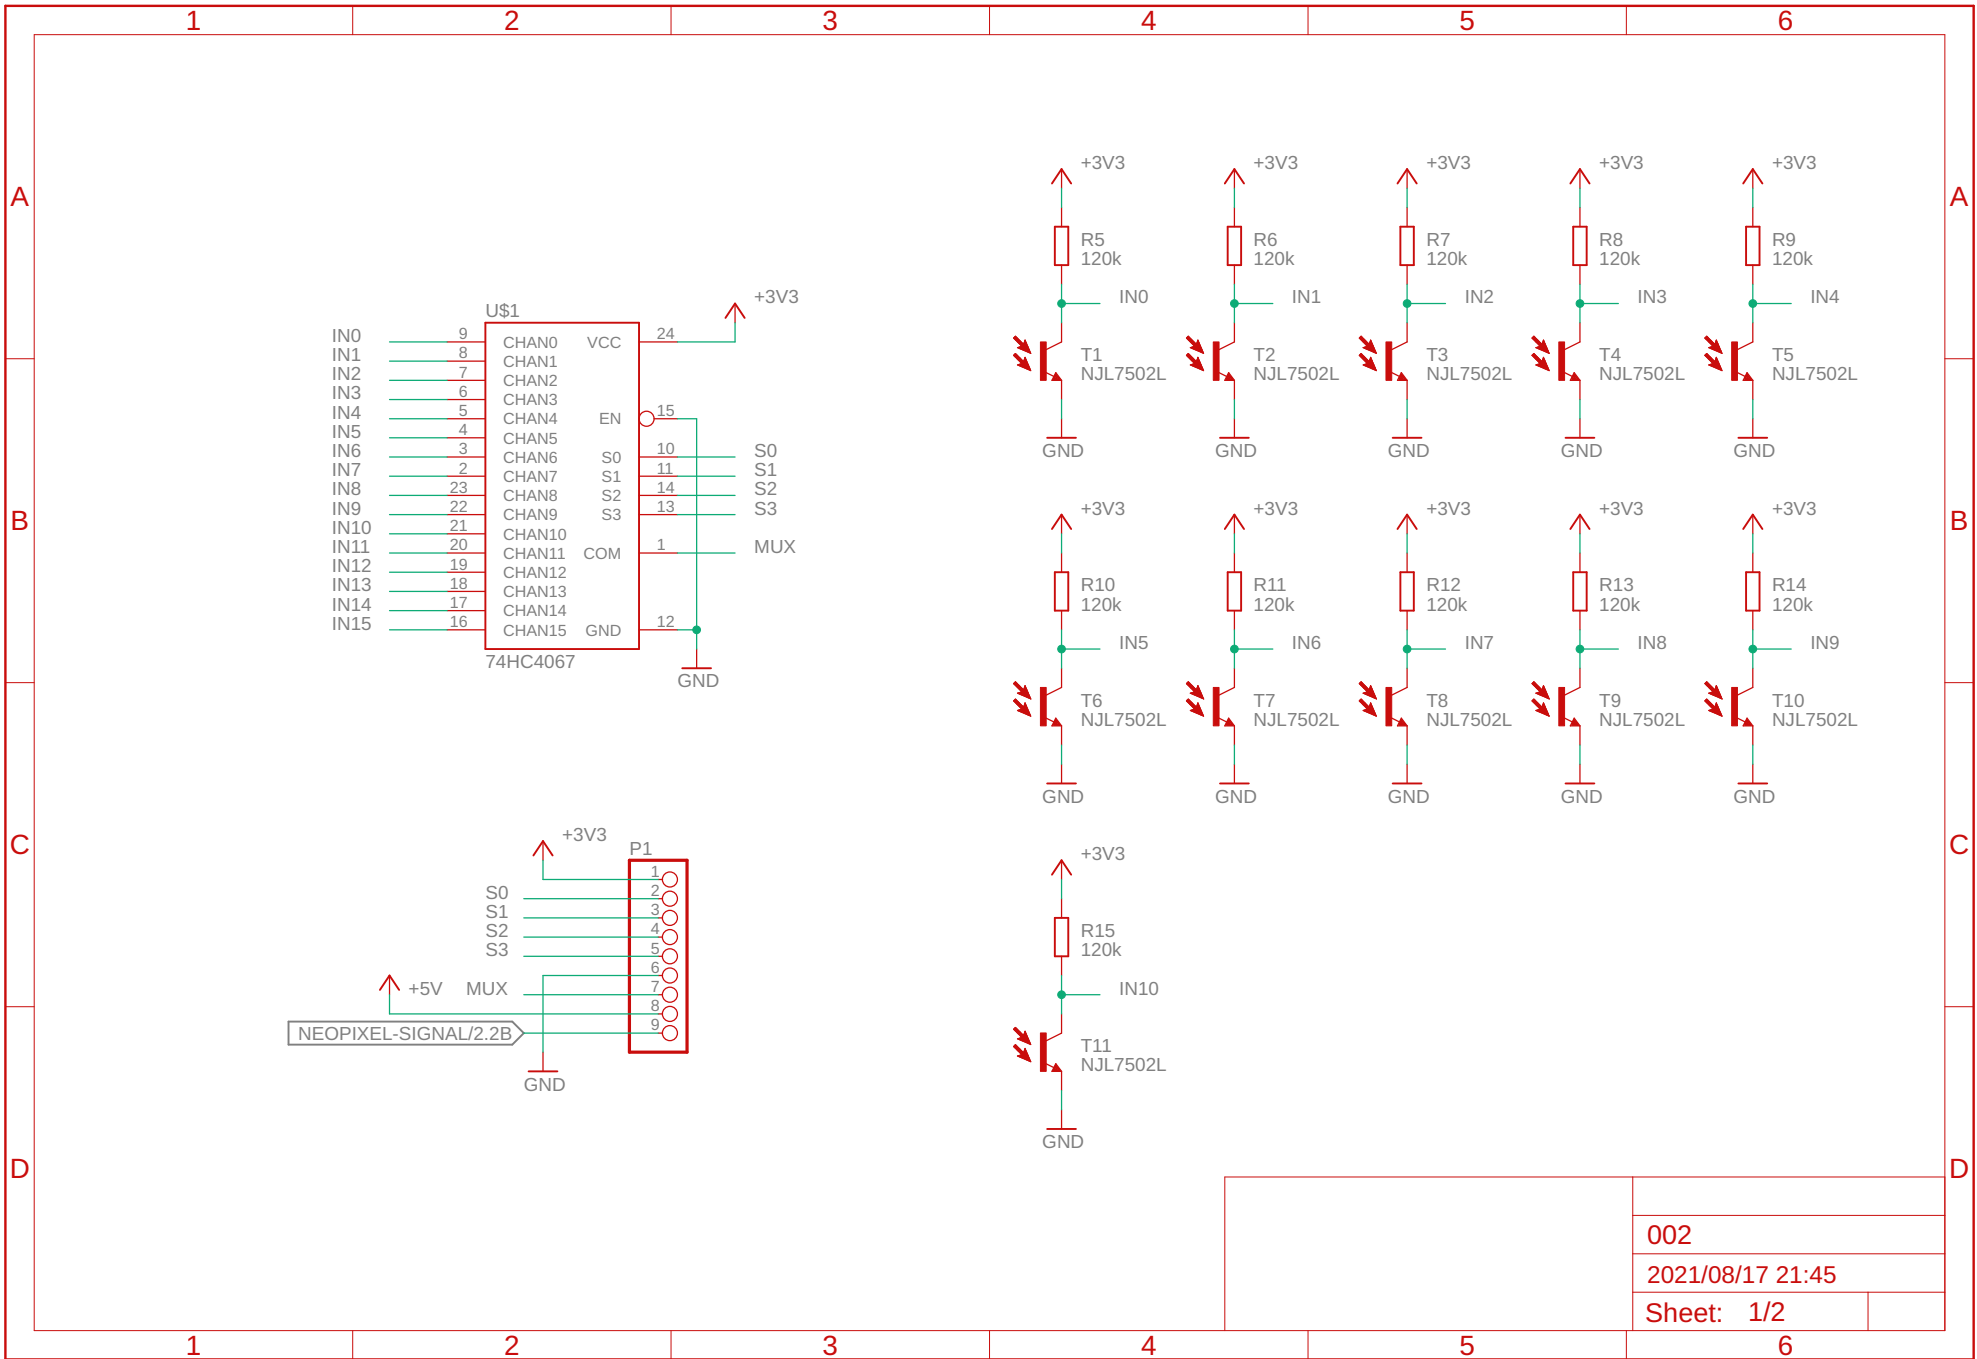 1 2 3 4 5 6
A A
+3V3 +3V3 +3V3 +3V3 +3V3
R5 R6 R7 R8 R9
120k 120k 120k 120k 120k
IN0 IN1 IN2 IN3 IN4
T1 T2 T3 T4 T5
NJL7502L NJL7502L NJL7502L NJL7502L NJL7502L
GND GND GND GND GND
+3V3
U$1
IN0 9 CHAN0 VCC 24
IN1 8 CHAN1
IN2 7 CHAN2
IN3 6 CHAN3
IN4 5 CHAN4 EN 15
IN5 4 CHAN5
IN6 3 CHAN6 S0 10 S0
IN7 2 CHAN7 S1 11 S1
IN8 23 CHAN8 S2 14 S2
IN9 22 CHAN9 S3 13 S3
IN10 21 CHAN10
IN11 20 CHAN11 COM 1 MUX
IN12 19 CHAN12
IN13 18 CHAN13
IN14 17 CHAN14
IN15 16 CHAN15 GND 12
74HC4067
GND
B B
+3V3 +3V3 +3V3 +3V3 +3V3
R10 R11 R12 R13 R14
120k 120k 120k 120k 120k
IN5 IN6 IN7 IN8 IN9
T6 T7 T8 T9 T10
NJL7502L NJL7502L NJL7502L NJL7502L NJL7502L
GND GND GND GND GND
C C
+3V3
P1
1
S0 2
S1 3
S2 4
S3 5
6
+5V MUX 7
8
NEOPIXEL-SIGNAL/2.2B 9
GND
+3V3
R15
120k
IN10
T11
NJL7502L
GND
D D
002
2021/08/17 21:45
Sheet: 1/2
1 2 3 4 5 6